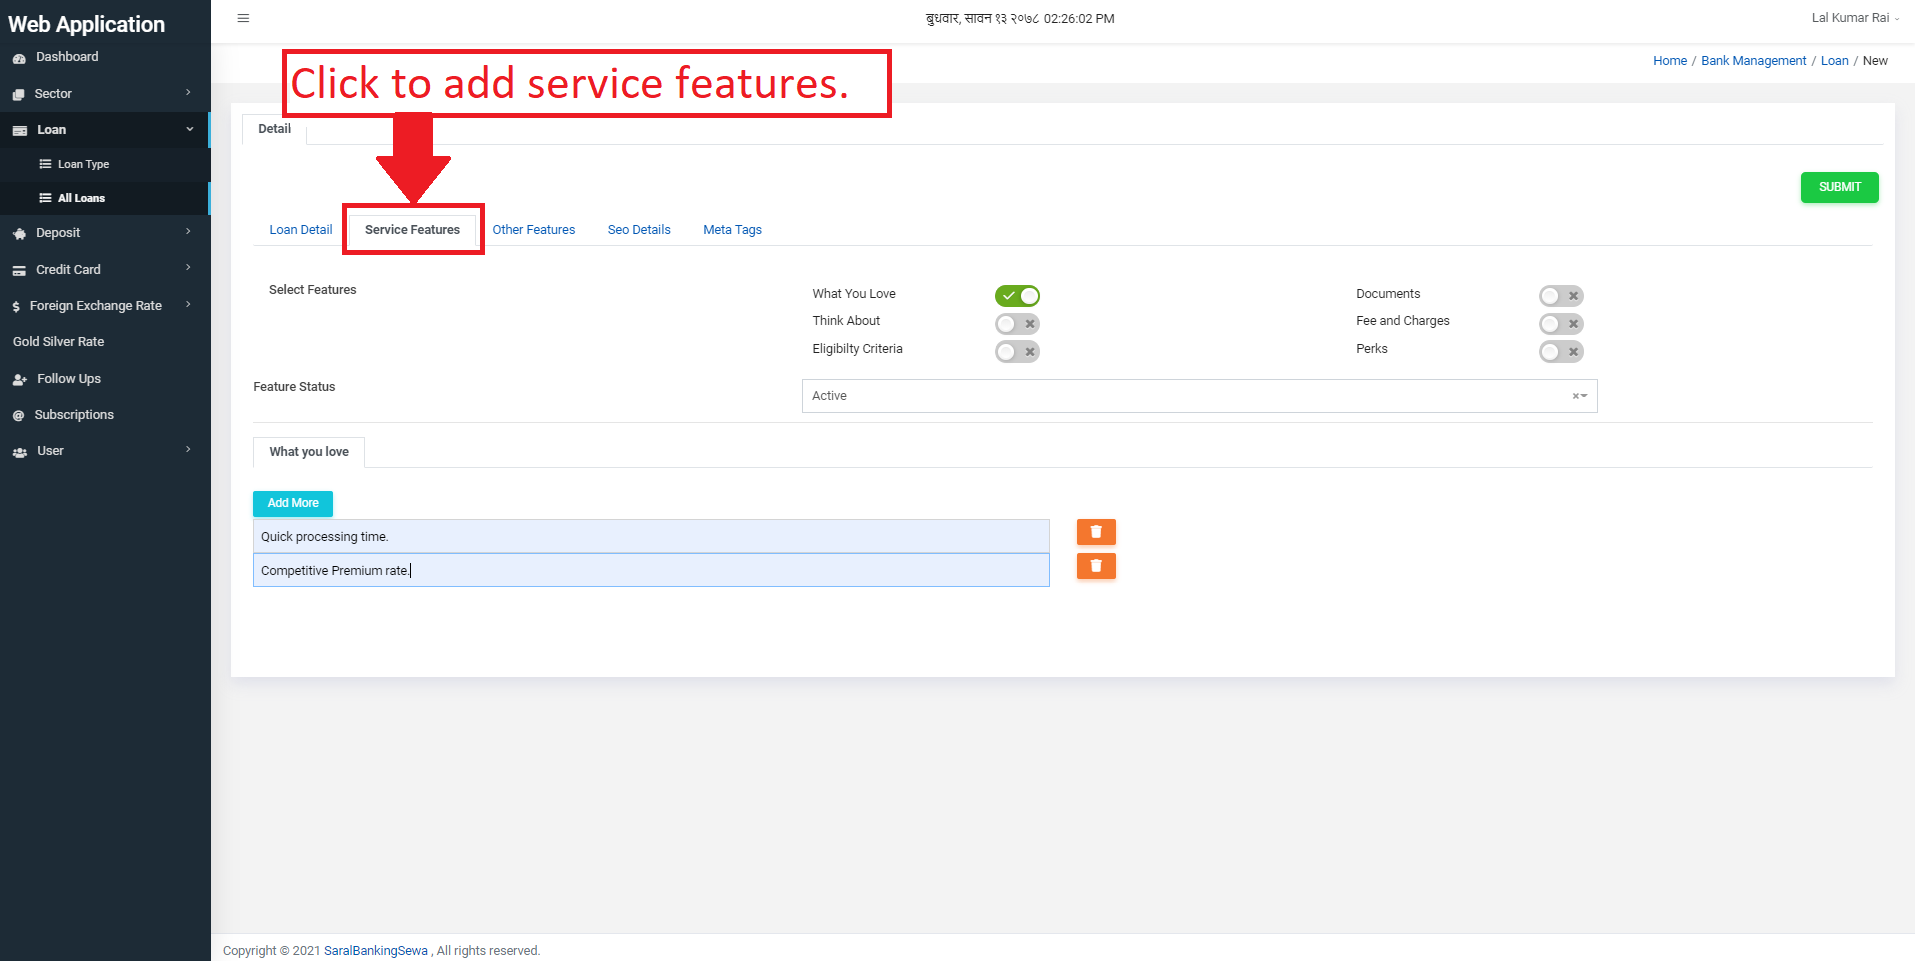 Web Application
बुधवार, सावन १३ २०७८ 02:26:02 PM
Lal Kumar Rai
Dashboard
Sector
Loan
Loan Type
All Loans
Deposit
Credit Card
Foreign Exchange Rate
Gold Silver Rate
Follow Ups
Subscriptions
User
Click to add service features.
Home / Bank Management / Loan / New
Detail
SUBMIT
Loan Detail
Service Features
Other Features
Seo Details
Meta Tags
Select Features
What You Love
Documents
Think About
Fee and Charges
Eligibilty Criteria
Perks
Feature Status
Active
What you love
Add More
Quick processing time.
Competitive Premium rate.
Copyright © 2021 SaralBankingSewa , All rights reserved.